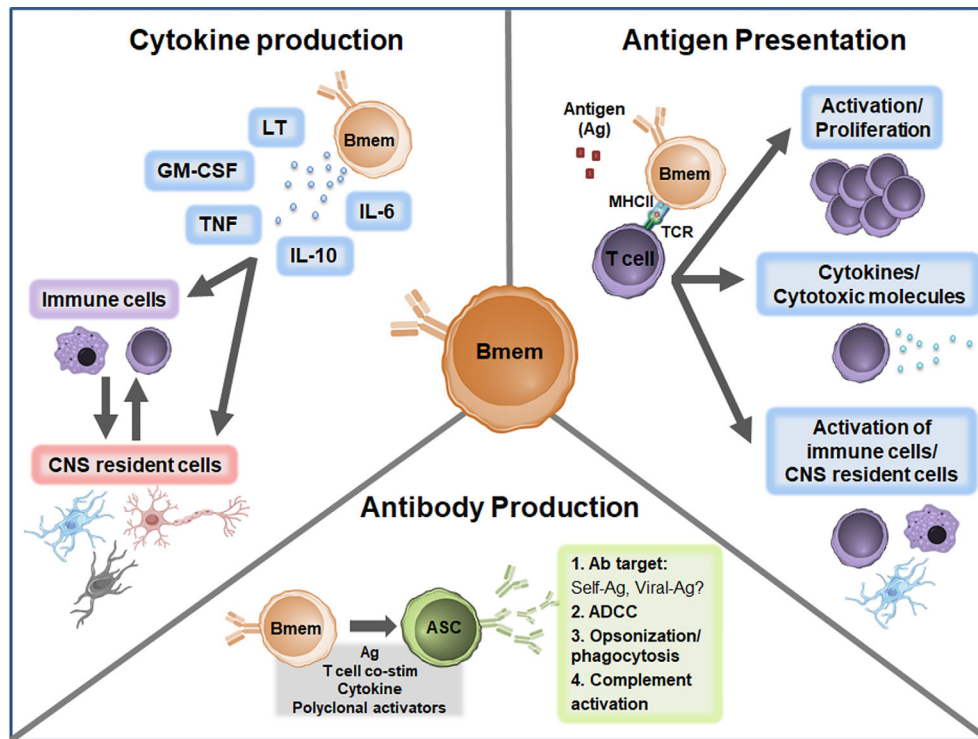 Cytokine production
LT
Bmem
GM-CSF
TNF
IL-6
IL-10
Immune cells
CNS resident cells
Antigen Presentation
Antigen
(Ag)
Bmem
MHCII
TCR
T cell
Activation/
Proliferation
Cytokines/
Cytotoxic molecules
Activation of
immune cells/
CNS resident cells
Bmem
Antibody Production
Bmem
ASC
Ag
T cell co-stim
Cytokine
Polyclonal activators
1. Ab target:
Self-Ag, Viral-Ag?
2. ADCC
3. Opsonization/
phagocytosis
4. Complement
activation